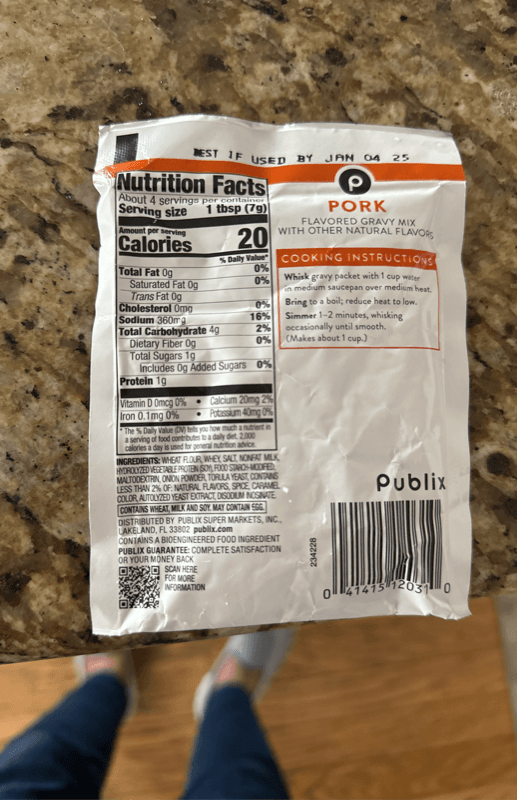 BEST IF USED BY JAN 04 25
Nutrition Facts
About 4 servings per container
Serving size 1 tbsp (7g)
Amount per serving
Calories 20
% Daily Value*
Total Fat 0g 0%
Saturated Fat 0g 0%
Trans Fat 0g
Cholesterol 0mg 0%
Sodium 360mg 16%
Total Carbohydrate 4g 2%
Dietary Fiber 0g 0%
Total Sugars 1g
Includes 0g Added Sugars 0%
Protein 1g
Vitamin D 0mcg 0% • Calcium 20mg 2%
Iron 0.1mg 0% • Potassium 40mg 0%
*The % Daily Value (DV) tells you how much a nutrient in
a serving of food contributes to a daily diet. 2,000
calories a day is used for general nutrition advice.
INGREDIENTS: WHEAT FLOUR, WHEY, SALT, NONFAT MILK,
HYDROLYZED VEGETABLE PROTEIN SOY, FOOD STARCH-MODIFIED,
MALTODEXTRIN, ONION POWDER, TORULA YEAST, CONTAINS
LESS THAN 2% OF: NATURAL FLAVORS, SPICE, CARAMEL
COLOR, AUTOLYZED YEAST EXTRACT, DISODIUM INOSINATE.
CONTAINS WHEAT, MILK AND SOY. MAY CONTAIN EGG.
DISTRIBUTED BY PUBLIX SUPER MARKETS, INC.,
LAKELAND, FL 33802 publix.com
CONTAINS A BIOENGINEERED FOOD INGREDIENT
PUBLIX GUARANTEE: COMPLETE SATISFACTION
OR YOUR MONEY BACK
SCAN HERE
FOR MORE
INFORMATION
P
PORK
FLAVORED GRAVY MIX
WITH OTHER NATURAL FLAVORS
COOKING INSTRUCTIONS
Whisk gravy packet with 1 cup water
in medium saucepan over medium heat.
Bring to a boil; reduce heat to low.
Simmer 1-2 minutes, whisking
occasionally until smooth.
(Makes about 1 cup.)
Publix
234228
0 41415 12031 0